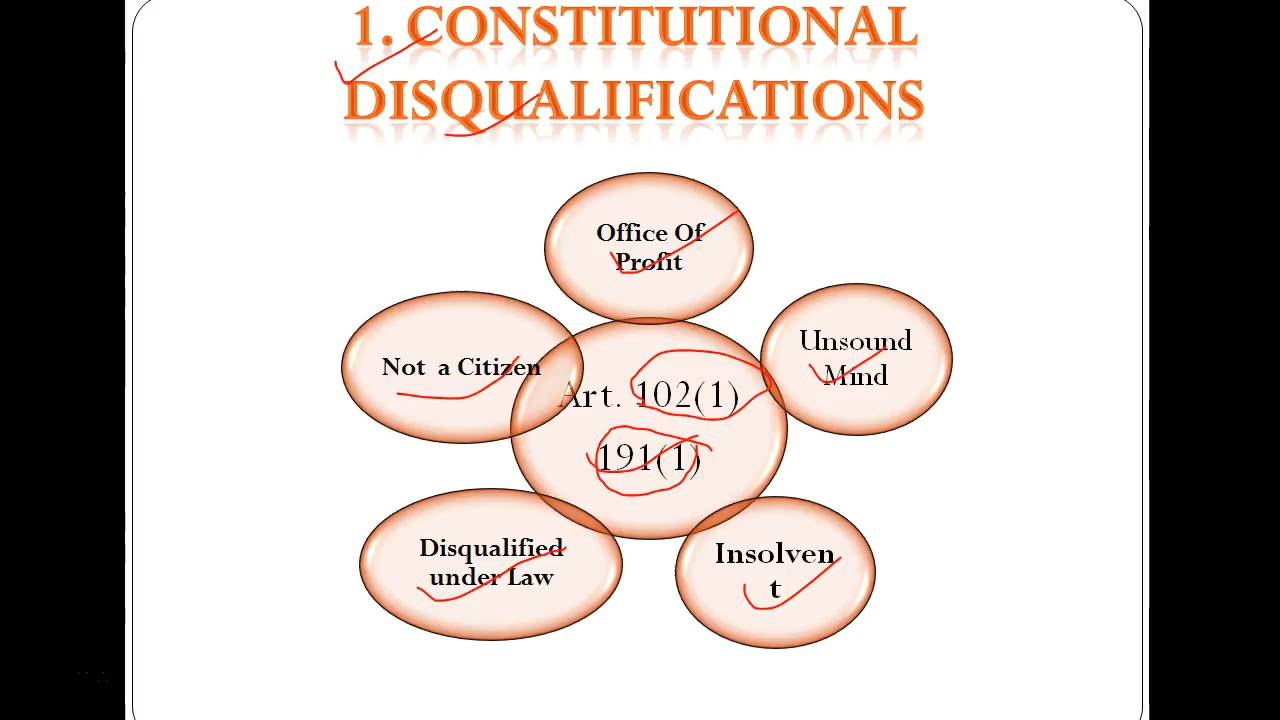 1. CONSTITUTIONAL
DISQUALIFICATIONS
Office Of
Profit
Unsound
Mind
Not a Citizen
Art. 102(1)
191(1)
Disqualified
under Law
Insolven
t